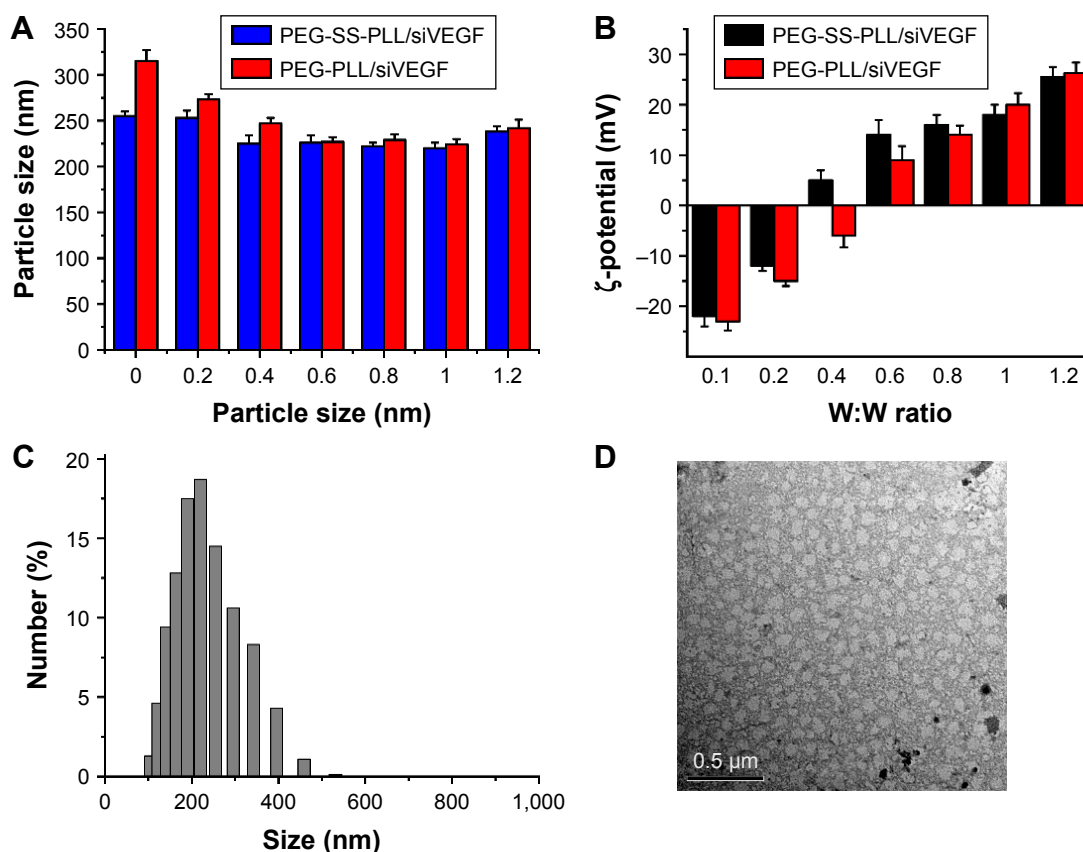 A
PEG-SS-PLL/siVEGF
PEG-PLL/siVEGF
Particle size (nm)
350
300
250
200
150
100
50
0
0 0.2 0.4 0.6 0.8 1 1.2
Particle size (nm)
B
PEG-SS-PLL/siVEGF
PEG-PLL/siVEGF
ζ-potential (mV)
30
20
10
0
–10
–20
0.1 0.2 0.4 0.6 0.8 1 1.2
W:W ratio
C
Number (%)
20
15
10
5
0
0 200 400 600 800 1,000
Size (nm)
D
0.5 µm